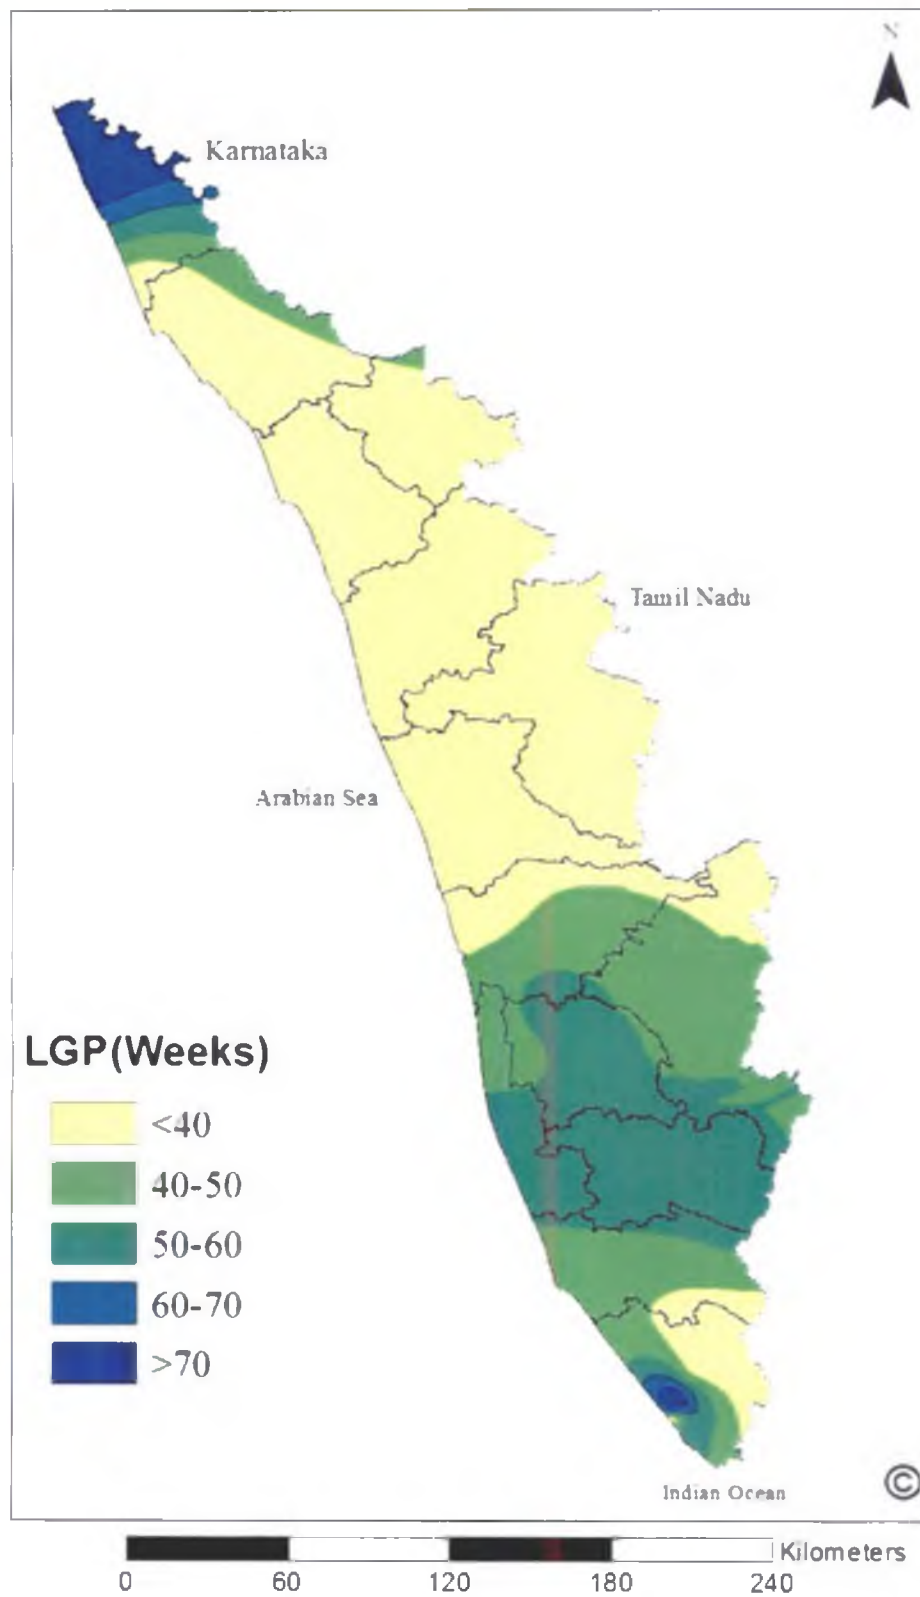 N
Karnataka
Tamil Nadu
Arabian Sea
LGP(Weeks)
<40
40-50
50-60
60-70
>70
Indian Ocean
©
Kilometers
0 60 120 180 240